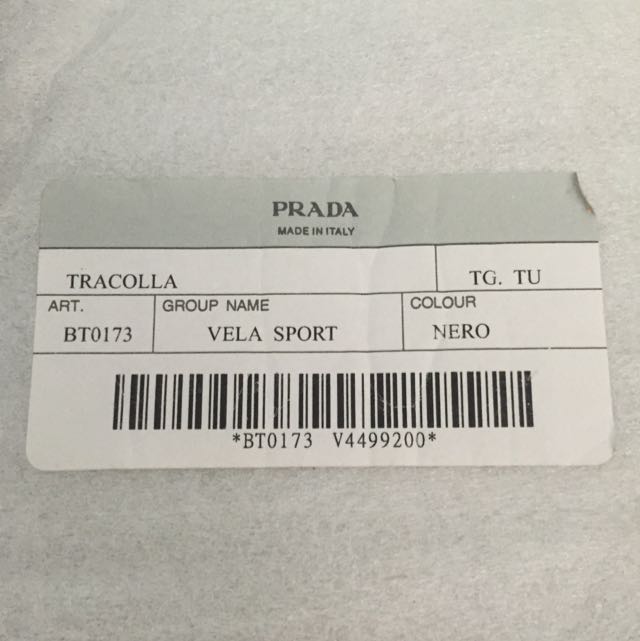 PRADA
MADE IN ITALY
TRACOLLA TG. TU
ART. GROUP NAME COLOUR
BT0173 VELA SPORT NERO
*BT0173 V4499200*